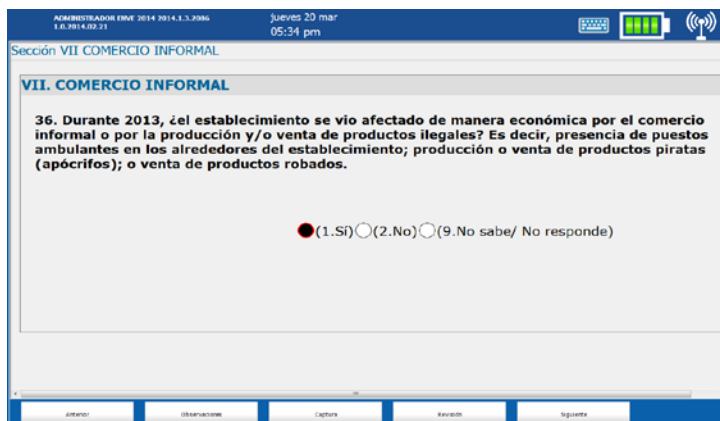 ADMINISTRADOR ENVE 2014 2014.1.3.2086
1.0.2014.02.21
jueves 20 mar
05:34 pm
Sección VII COMERCIO INFORMAL
VII. COMERCIO INFORMAL
36. Durante 2013, ¿el establecimiento se vio afectado de manera económica por el comercio
informal o por la producción y/o venta de productos ilegales? Es decir, presencia de puestos
ambulantes en los alrededores del establecimiento; producción o venta de productos piratas
(apócrifos); o venta de productos robados.
(1.Sí) (2.No) (9.No sabe/ No responde)
Anterior Observaciones Captura Revisión Siguiente